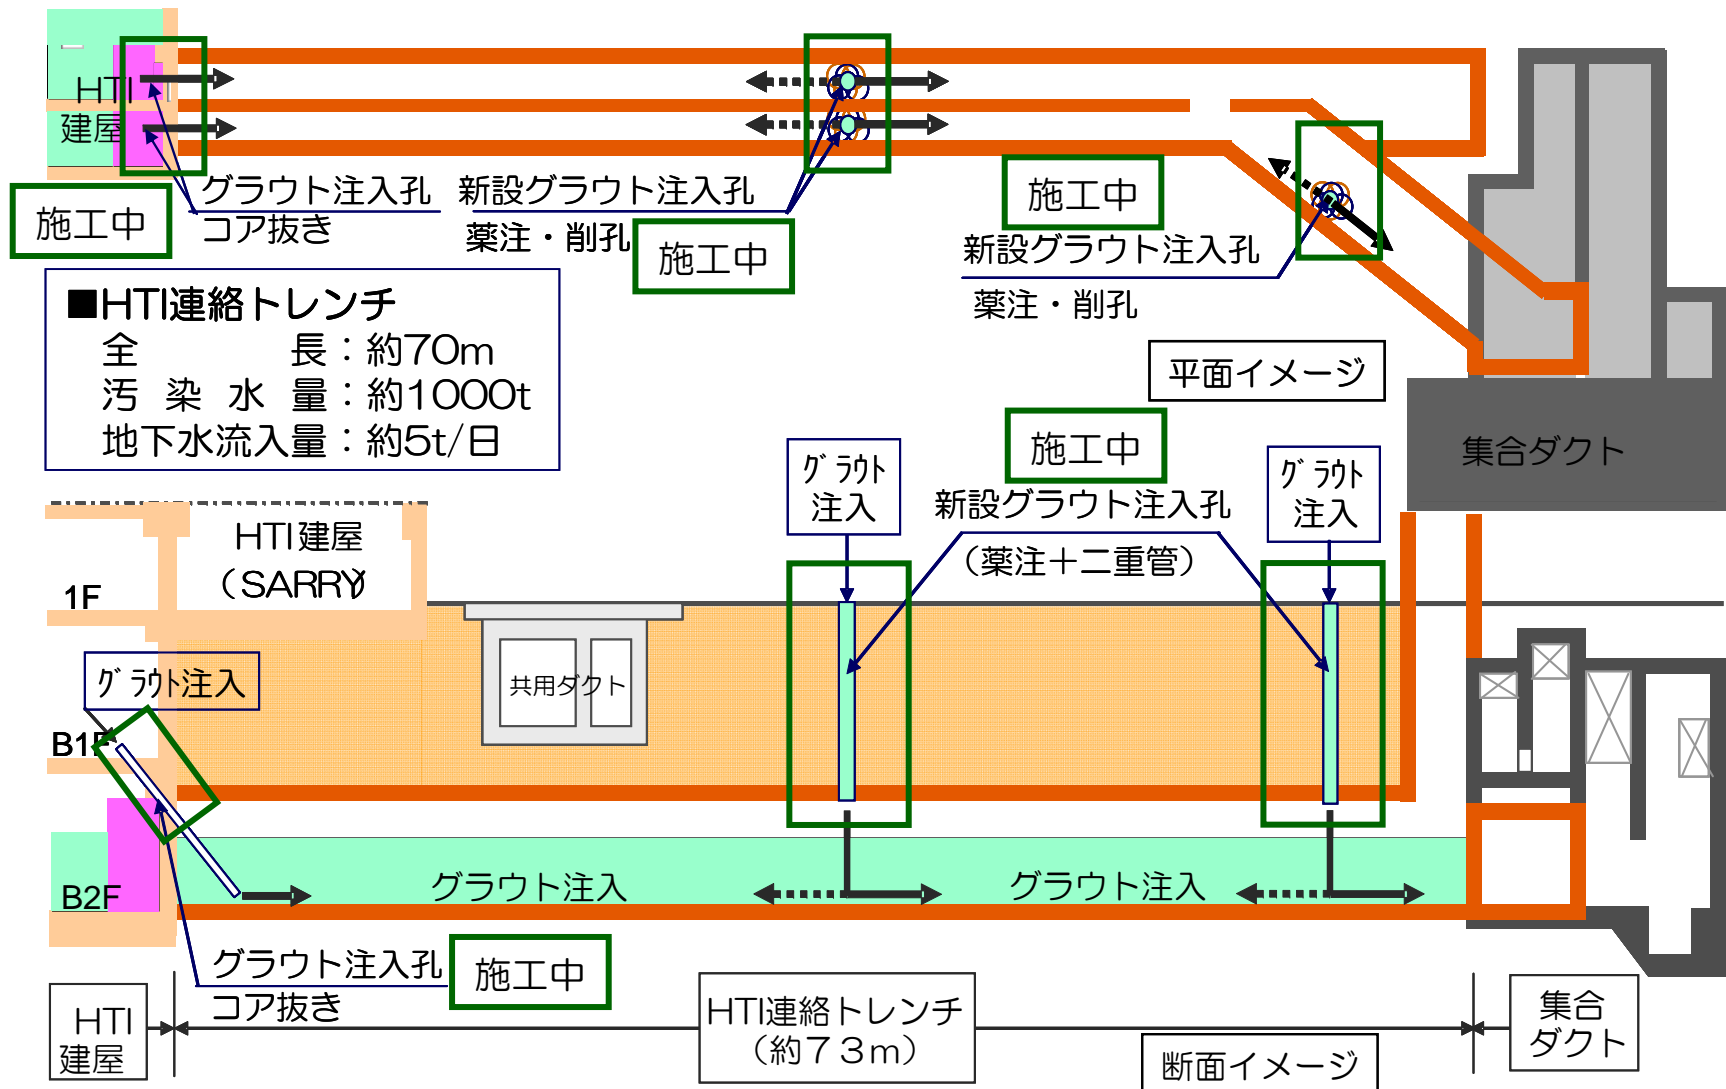 HTI
建屋
施工中
グラウト注入孔
コア抜き
新設グラウト注入孔
薬注・削孔
施工中
施工中
新設グラウト注入孔
薬注・削孔
■HTI連絡トレンチ
全長：約70m
汚染水量：約1000t
地下水流入量：約5t/日
平面イメージ
集合ダクト
施工中
グラウト
注入
新設グラウト注入孔
（薬注＋二重管）
グラウト
注入
HTI建屋
（SARRY）
1F
グラウト注入
共用ダクト
B1F
B2F
グラウト注入
グラウト注入
グラウト注入孔
コア抜き
施工中
HTI
建屋
HTI連絡トレンチ
（約７３ｍ）
集合
ダクト
断面イメージ